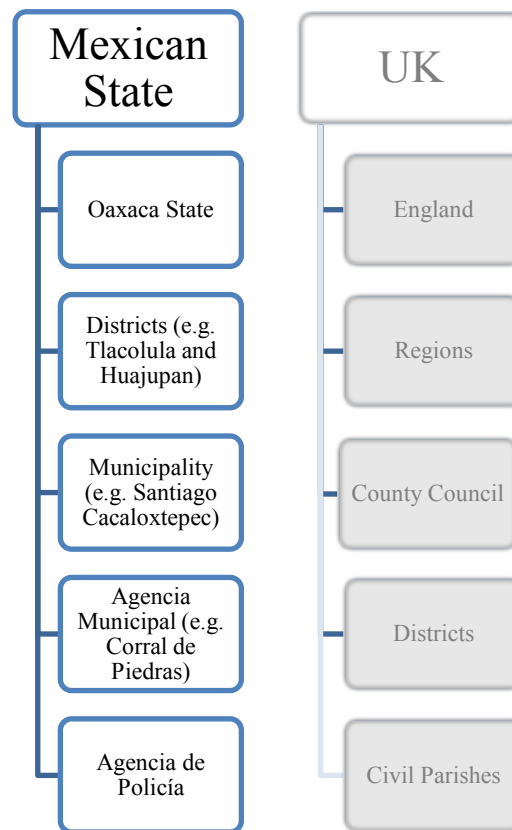 Mexican
State
Oaxaca State
Districts (e.g.
Tlacolula and
Huajupan)
Municipality
(e.g. Santiago
Cacaloxtepec)
Agencia
Municipal (e.g.
Corral de
Piedras)
Agencia de
Policía
UK
England
Regions
County Council
Districts
Civil Parishes